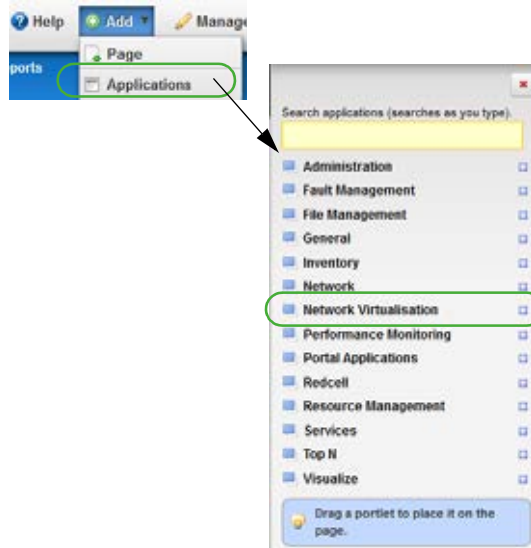 Help Add Manage
ports
Page
Applications
Search applications (searches as you type).
Administration
Fault Management
File Management
General
Inventory
Network
Network Virtualisation
Performance Monitoring
Portal Applications
Redcell
Resource Management
Services
Top N
Visualize
Drag a portlet to place it on the
page.